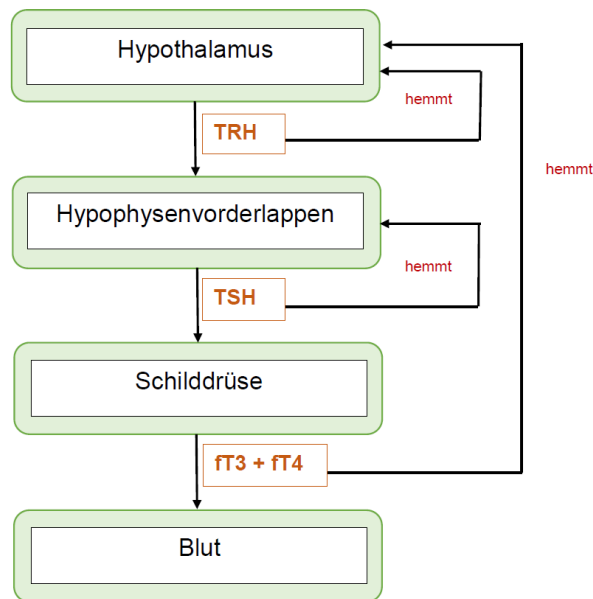 Hypothalamus
hemmt
TRH
hemmt
Hypophysenvorderlappen
hemmt
TSH
Schilddrüse
fT3 + fT4
Blut